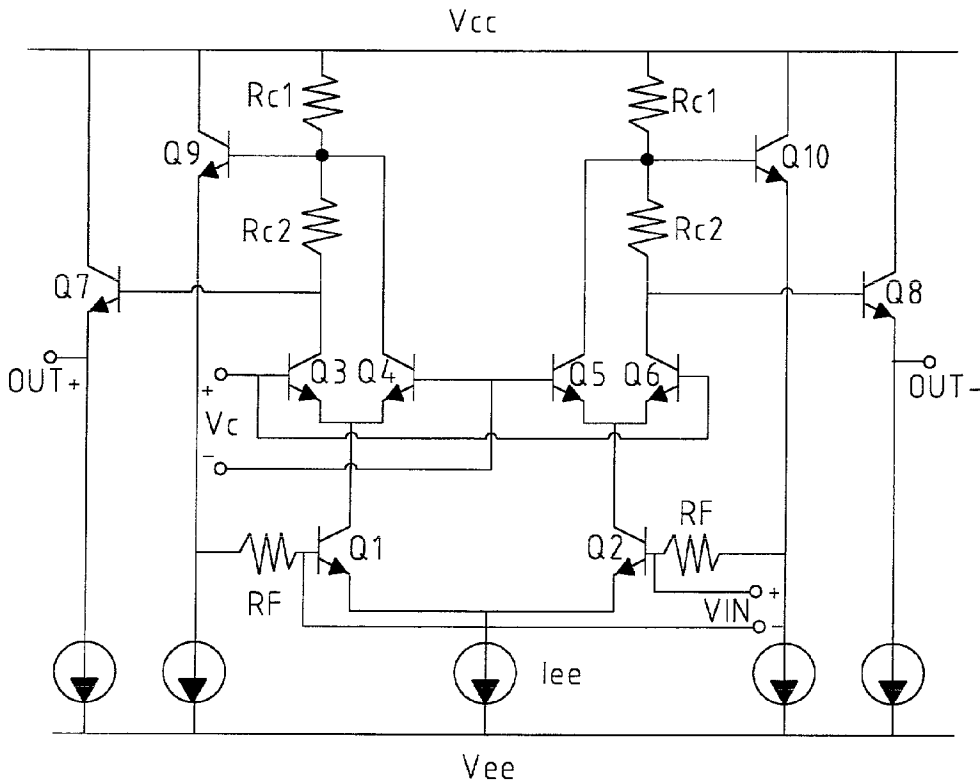 Vcc
Rc1 Rc1
Q9 Q10
Rc2 Rc2
Q7 Q8
OUT+ Q3 Q4 Q5 Q6 OUT-
+
Vc
-
Q1 Q2 RF
RF VIN +
-
Iee
Vee